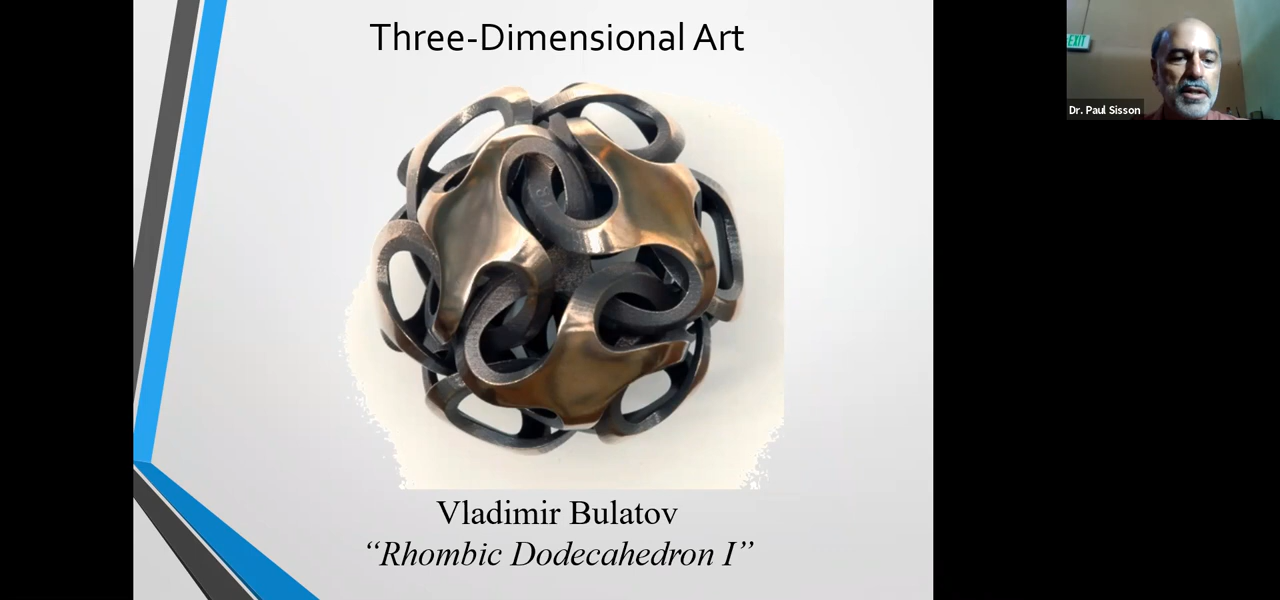 Three-Dimensional Art
EXIT
Dr. Paul Sisson
Vladimir Bulatov
“Rhombic Dodecahedron I”